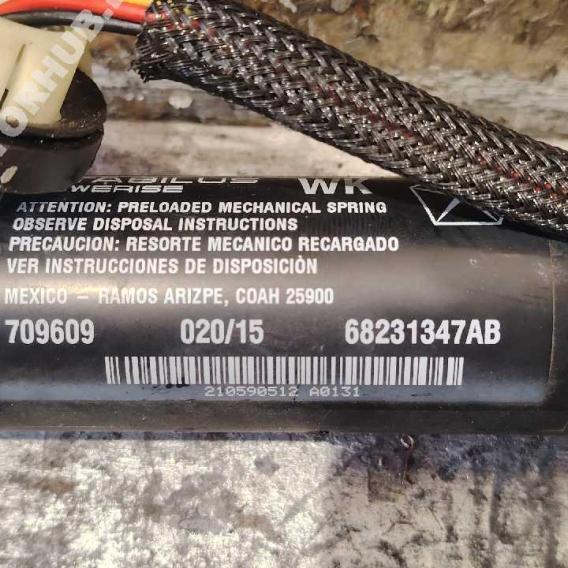 WK
ATTENTION: PRELOADED MECHANICAL SPRING
OBSERVE DISPOSAL INSTRUCTIONS
PRECAUCION: RESORTE MECANICO RECARGADO
VER INSTRUCCIONES DE DISPOSICIÓN
MEXICO – RAMOS ARIZPE, COAH 25900
709609 020/15 68231347AB
210590512 A0131